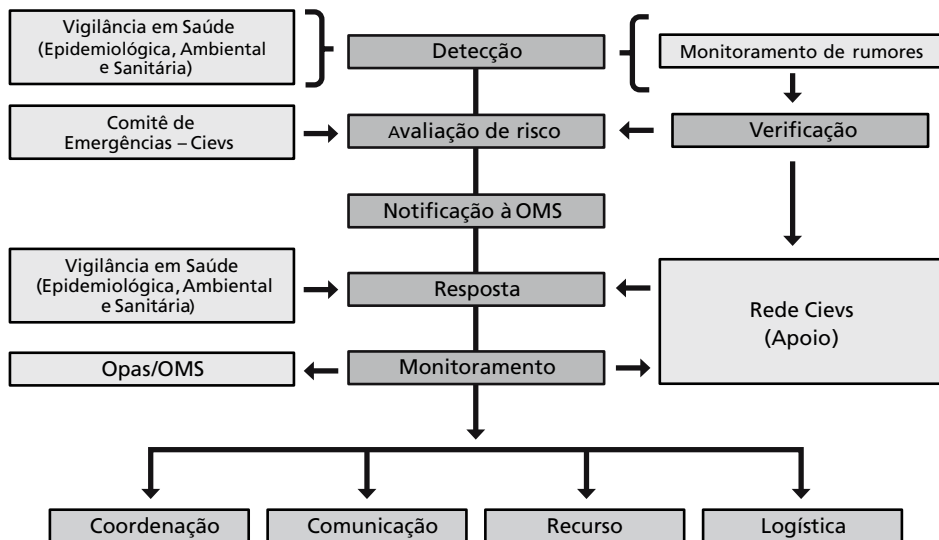 Vigilância em Saúde
(Epidemiológica, Ambiental
e Sanitária)
Detecção
Monitoramento de rumores
Comitê de
Emergências – Cievs
Avaliação de risco
Verificação
Notificação à OMS
Vigilância em Saúde
(Epidemiológica, Ambiental
e Sanitária)
Resposta
Rede Cievs
(Apoio)
Opas/OMS
Monitoramento
Coordenação
Comunicação
Recurso
Logística